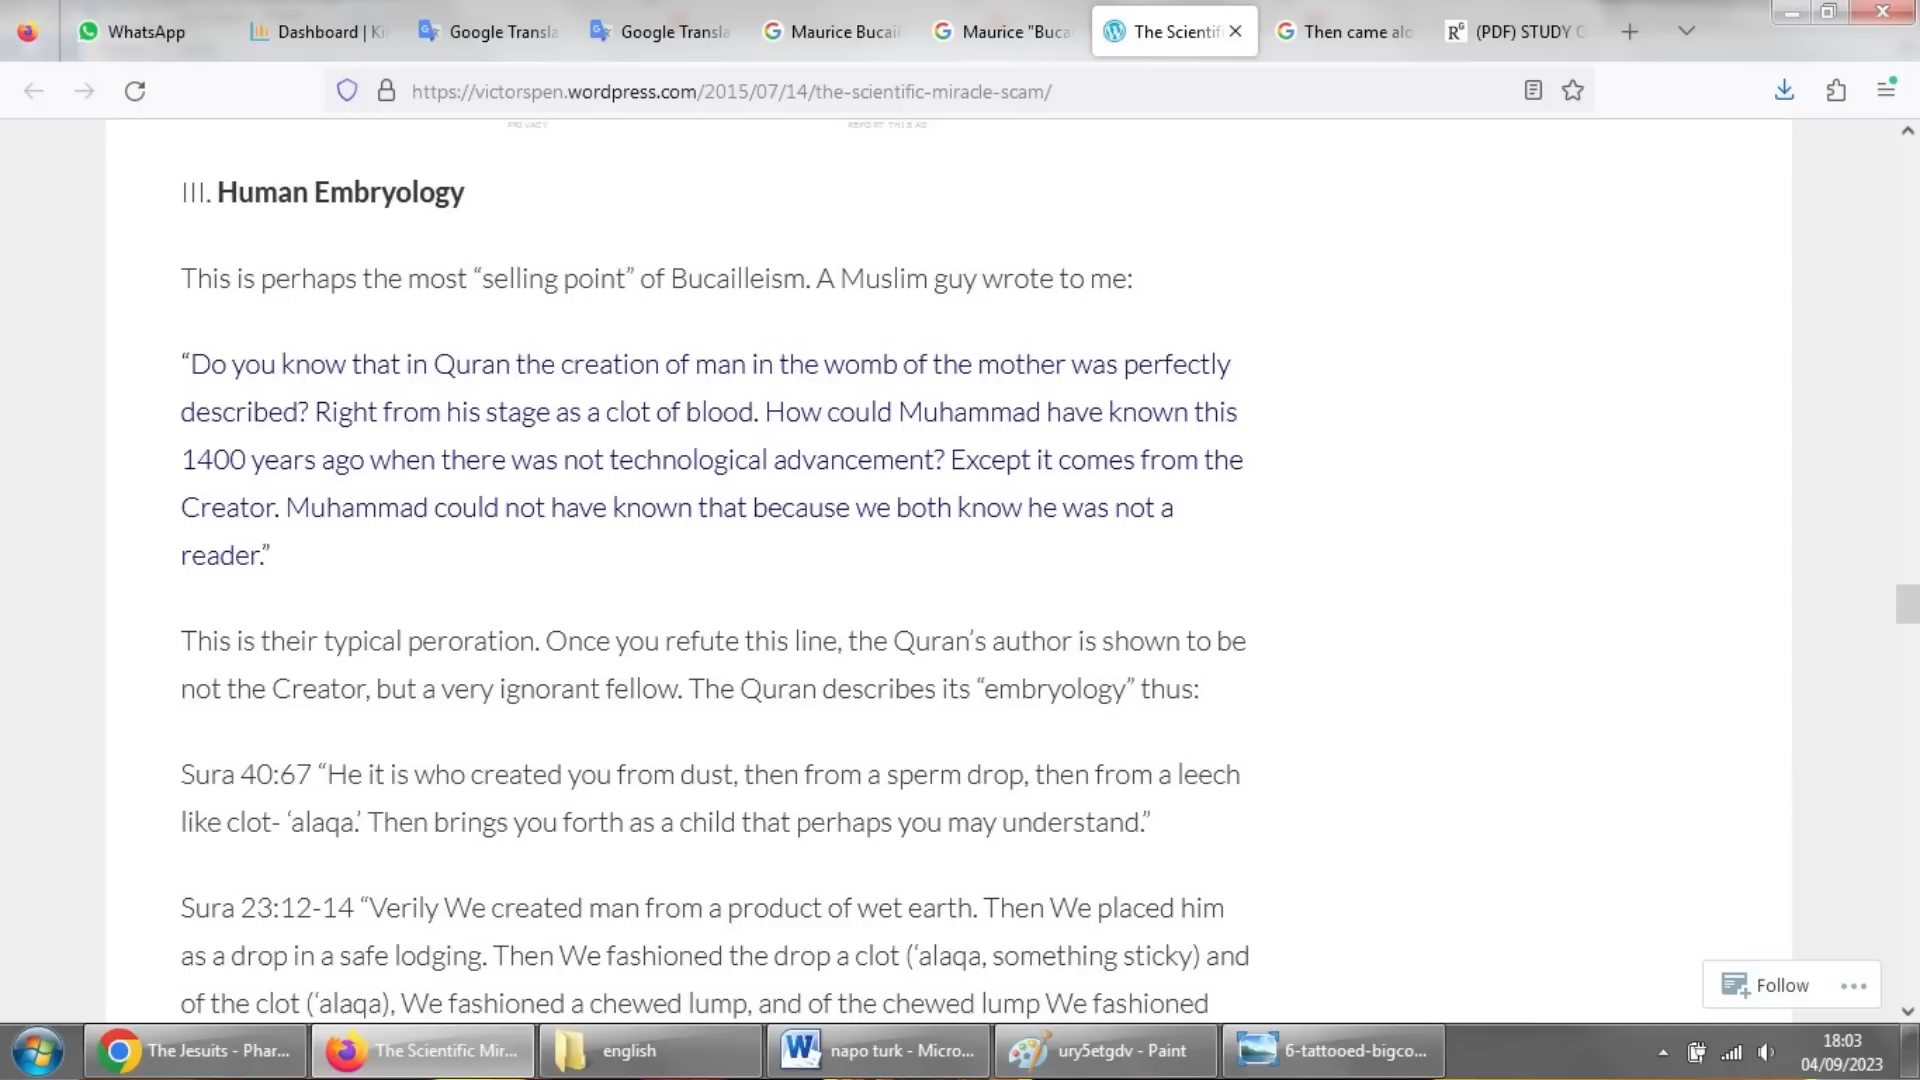 WhatsApp
Dashboard | Ki
Google Transla
Google Transla
Maurice Bucail
Maurice "Buca
The Scientif
Then came alo
(PDF) STUDY O
https://victorspen.wordpress.com/2015/07/14/the-scientific-miracle-scam/
PRIVACY
REPORT THIS AD
III. Human Embryology
This is perhaps the most “selling point” of Bucailleism. A Muslim guy wrote to me:
“Do you know that in Quran the creation of man in the womb of the mother was perfectly
described? Right from his stage as a clot of blood. How could Muhammad have known this
1400 years ago when there was not technological advancement? Except it comes from the
Creator. Muhammad could not have known that because we both know he was not a
reader.”
This is their typical peroration. Once you refute this line, the Quran’s author is shown to be
not the Creator, but a very ignorant fellow. The Quran describes its “embryology” thus:
Sura 40:67 “He it is who created you from dust, then from a sperm drop, then from a leech
like clot- ‘alaqa.’ Then brings you forth as a child that perhaps you may understand.”
Sura 23:12-14 “Verily We created man from a product of wet earth. Then We placed him
as a drop in a safe lodging. Then We fashioned the drop a clot (‘alaqa, something sticky) and
of the clot (‘alaqa), We fashioned a chewed lump, and of the chewed lump We fashioned
Follow
The Jesuits - Phar...
The Scientific Mir...
english
napo turk - Micro...
ury5etgdv - Paint
6-tattooed-bigco...
18:03
04/09/2023